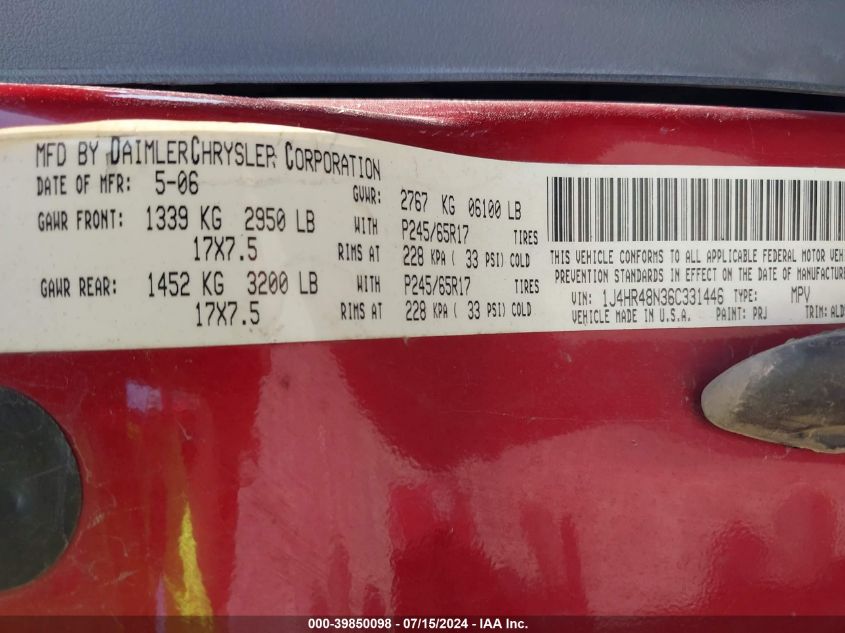 MFD BY DAIMLERCHRYSLER CORPORATION
DATE OF MFR: 5-06 GVWR: 2767 KG 06100 LB
GAWR FRONT: 1339 KG 2950 LB WITH P245/65R17 TIRES
17X7.5 RIMS AT 228 KPA ( 33 PSI) COLD
GAWR REAR: 1452 KG 3200 LB WITH P245/65R17 TIRES
17X7.5 RIMS AT 228 KPA ( 33 PSI) COLD
THIS VEHICLE CONFORMS TO ALL APPLICABLE FEDERAL MOTOR VEH
PREVENTION STANDARDS IN EFFECT ON THE DATE OF MANUFACTUR
VIN: 1J4HR48N36C331446 TYPE: MPV
VEHICLE MADE IN U.S.A. PAINT: PRJ TRIM: ALD
000-39850098 - 07/15/2024 - IAA Inc.